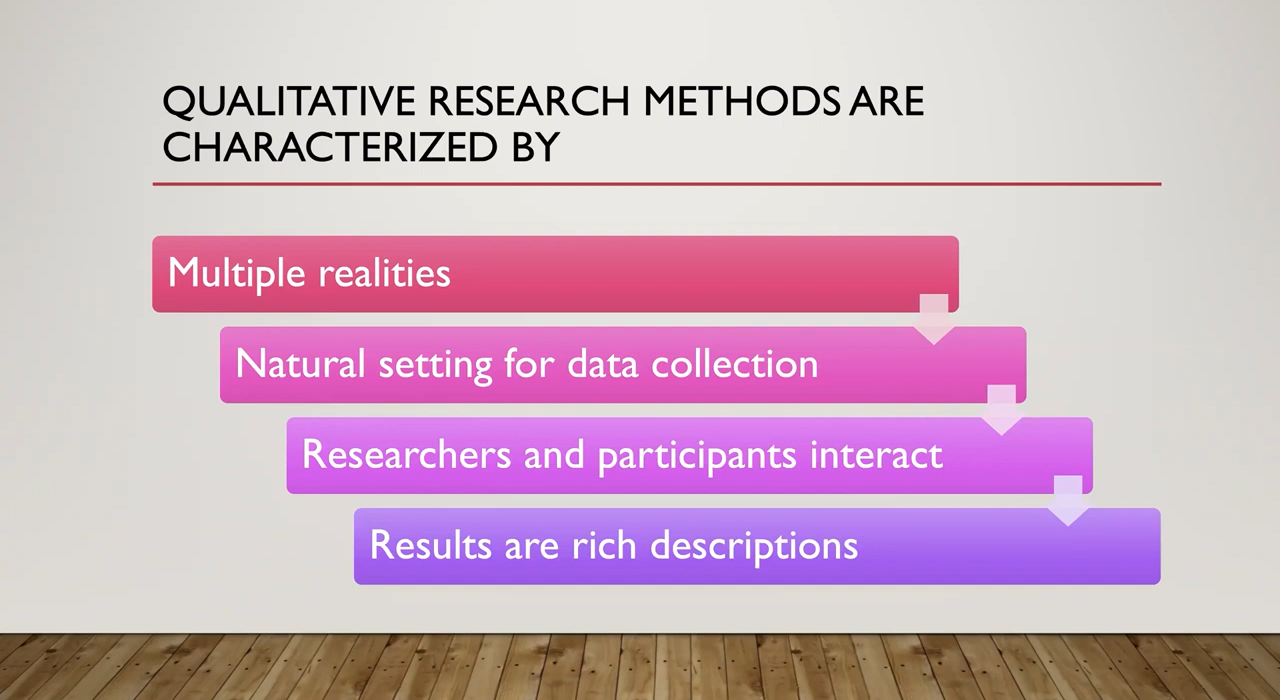 QUALITATIVE RESEARCH METHODS ARE
CHARACTERIZED BY
Multiple realities
Natural setting for data collection
Researchers and participants interact
Results are rich descriptions